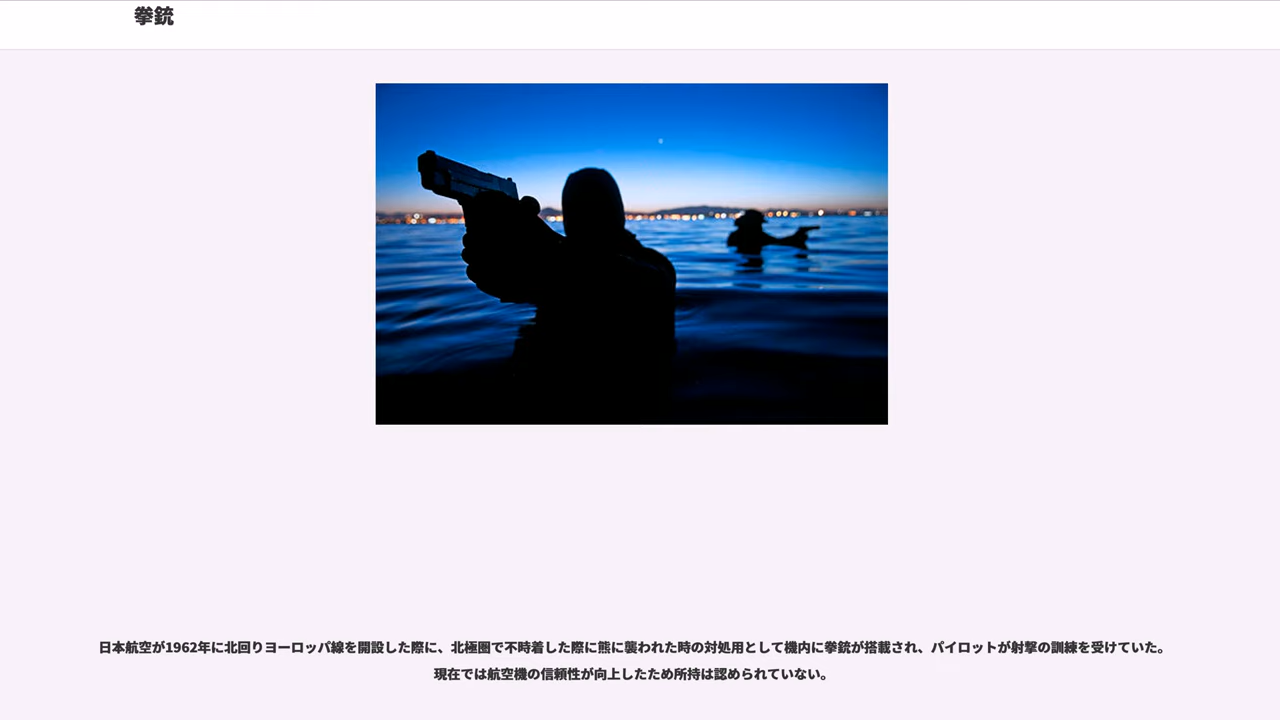 拳銃
日本航空が1962年に北回りヨーロッパ線を開設した際に、北極圏で不時着した際に熊に襲われた時の対処用として機内に拳銃が搭載され、パイロットが射撃の訓練を受けていた。
現在では航空機の信頼性が向上したため所持は認められていない。